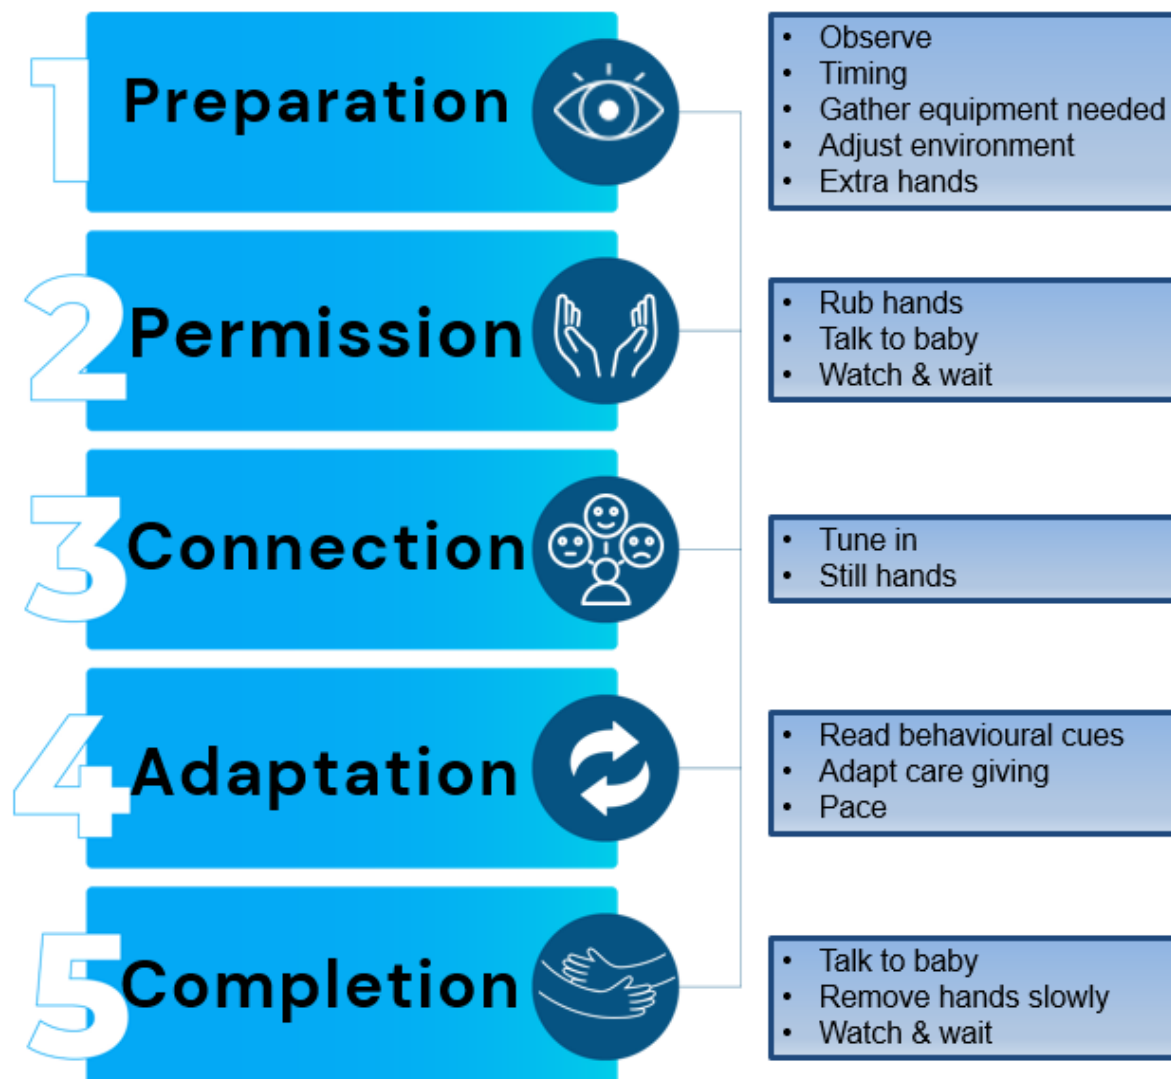 1
Preparation
• Observe
• Timing
• Gather equipment needed
• Adjust environment
• Extra hands
2
Permission
• Rub hands
• Talk to baby
• Watch & wait
3
Connection
• Tune in
• Still hands
4
Adaptation
• Read behavioural cues
• Adapt care giving
• Pace
5
Completion
• Talk to baby
• Remove hands slowly
• Watch & wait